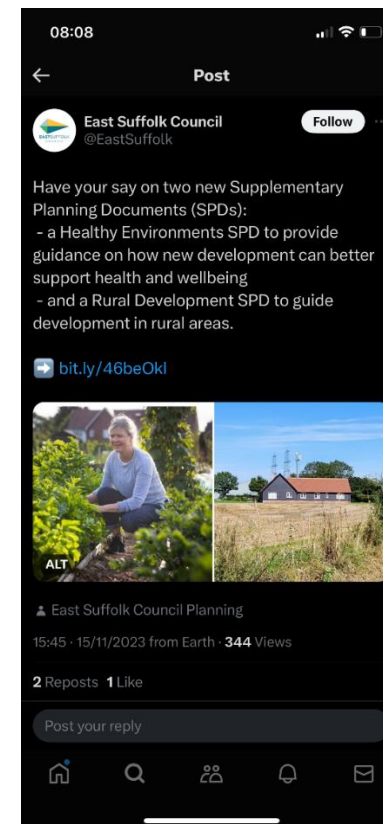 08:08
Post
East Suffolk Council
Follow
@EastSuffolk
Have your say on two new Supplementary
Planning Documents (SPDs):
- a Healthy Environments SPD to provide
guidance on how new development can better
support health and wellbeing
- and a Rural Development SPD to guide
development in rural areas.
bit.ly/46beOkl
ALT
East Suffolk Council Planning
15:45 · 15/11/2023 from Earth · 344 Views
2 Reposts 1 Like
Post your reply